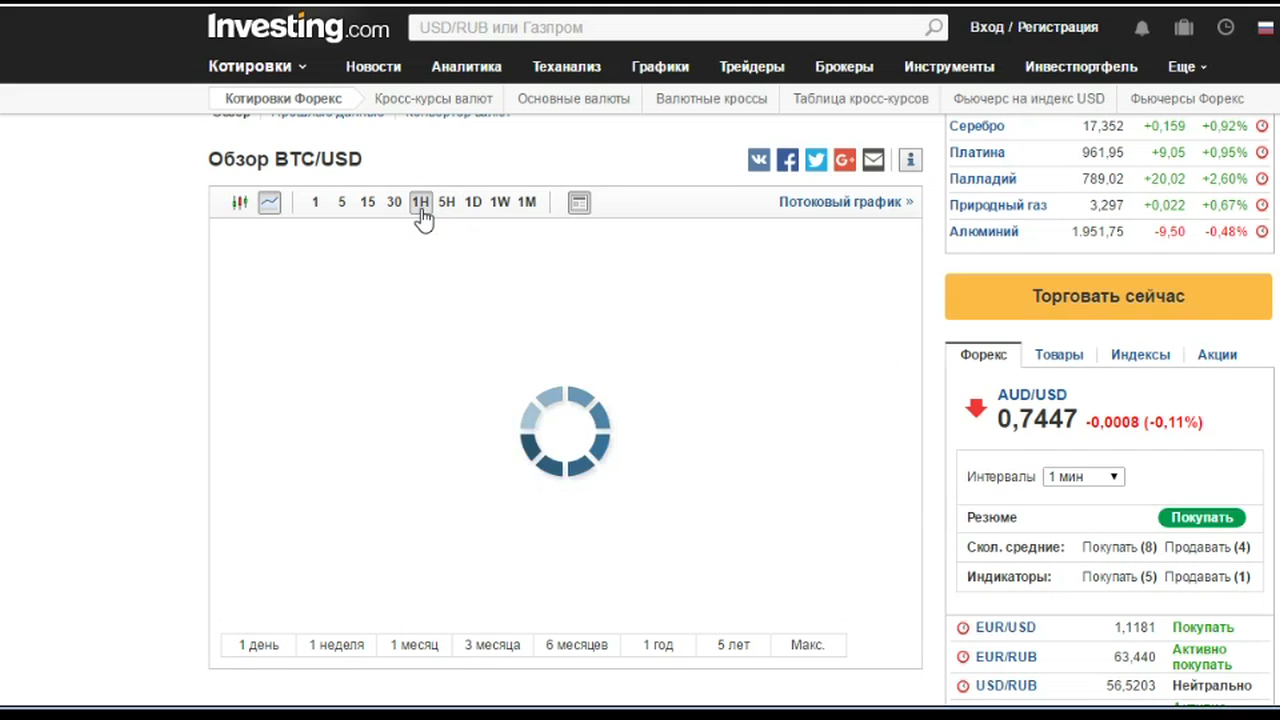 Investing.com
USD/RUB или Газпром
Вход / Регистрация
Котировки Новости Аналитика Теханализ Графики Трейдеры Брокеры Инструменты Инвестпортфель Еще
Котировки Форекс Кросс-курсы валют Основные валюты Валютные кроссы Таблица кросс-курсов Фьючерс на индекс USD Фьючерсы Форекс
Обзор Прошлые данные Конвертер валют
Обзор BTC/USD
1 5 15 30 1H 5H 1D 1W 1M
Потоковый график »
1 день 1 неделя 1 месяц 3 месяца 6 месяцев 1 год 5 лет Макс.
Серебро 17,352 +0,159 +0,92%
Платина 961,95 +9,05 +0,95%
Палладий 789,02 +20,02 +2,60%
Природный газ 3,297 +0,022 +0,67%
Алюминий 1.951,75 -9,50 -0,48%
Торговать сейчас
Форекс Товары Индексы Акции
AUD/USD
0,7447 -0,0008 (-0,11%)
Интервалы 1 мин
Резюме Покупать
Скол. средние: Покупать (8) Продавать (4)
Индикаторы: Покупать (5) Продавать (1)
EUR/USD 1,1181 Покупать
EUR/RUB 63,440 Активно покупать
USD/RUB 56,5203 Нейтрально